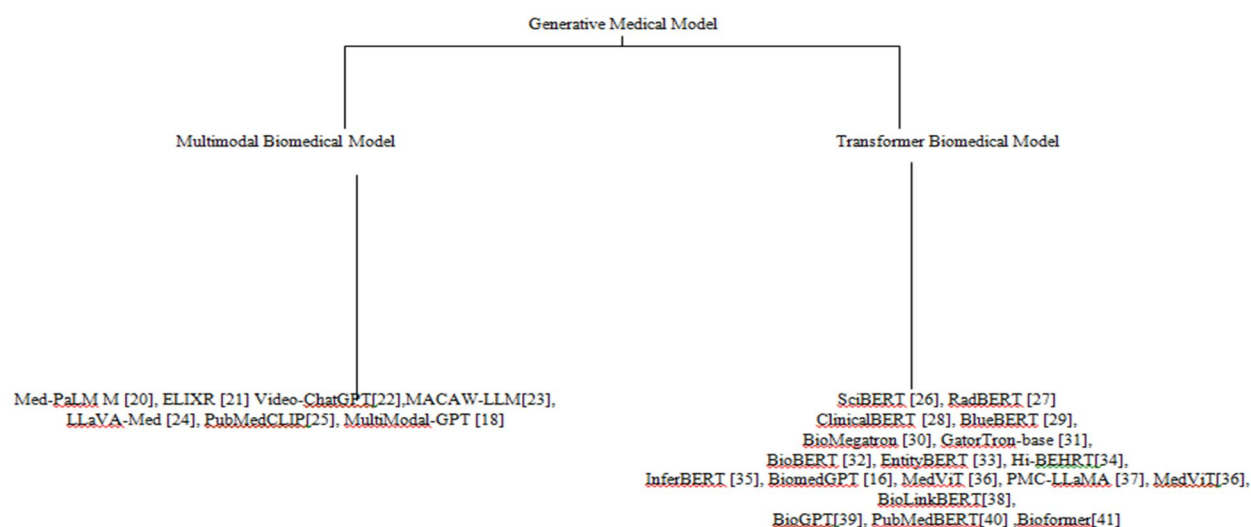 Generative Medical Model
Multimodal Biomedical Model
Transformer Biomedical Model
Med-PaLM M [20], ELIXR [21] Video-ChatGPT[22],MACAW-LLM[23],
LLaVA-Med [24], PubMedCLIP[25], MultiModal-GPT [18]
SciBERT [26], RadBERT [27]
ClinicalBERT [28], BlueBERT [29],
BioMegatron [30], GatorTron-base [31],
BioBERT [32], EntityBERT [33], Hi-BEHRT[34],
InferBERT [35], BiomedGPT [16], MedViT [36], PMC-LLaMA [37], MedViT[36],
BioLinkBERT[38],
BioGPT[39], PubMedBERT[40] ,Bioformer[41]